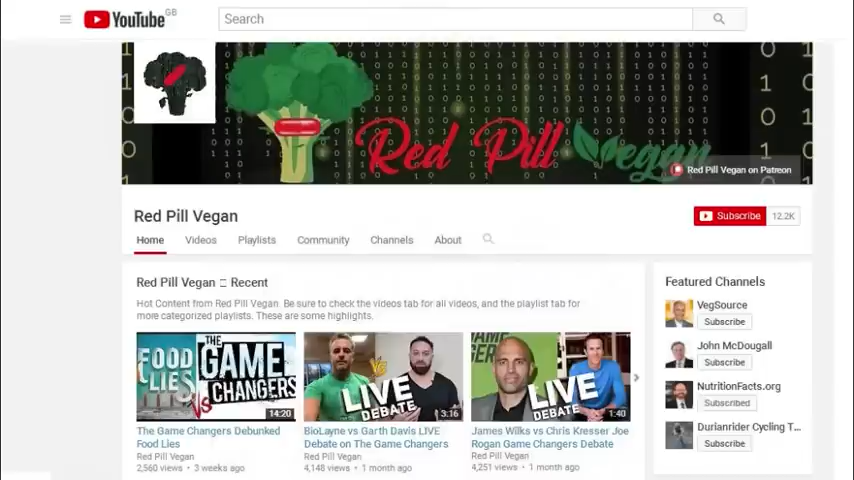 YouTube GB
Search
Red Pill Vegan
Red Pill Vegan on Patreon
Red Pill Vegan
Subscribe 12.2K
Home Videos Playlists Community Channels About
Red Pill Vegan Recent
Hot Content from Red Pill Vegan. Be sure to check the videos tab for all videos, and the playlist tab for
more categorized playlists. These are some highlights.
FOOD LIES VS THE GAME CHANGERS
14:20
The Game Changers Debunked
Food Lies
Red Pill Vegan
2,560 views • 3 weeks ago
VS
LIVE
DEBATE
3:16
BioLayne vs Garth Davis LIVE
Debate on The Game Changers
Red Pill Vegan
4,148 views • 1 month ago
LIVE
DEBATE
1:40
James Wilks vs Chris Kresser Joe
Rogan Game Changers Debate
Red Pill Vegan
4,251 views • 1 month ago
Featured Channels
VegSource
Subscribe
John McDougall
Subscribe
NutritionFacts.org
Subscribed
Durianrider Cycling T...
Subscribe